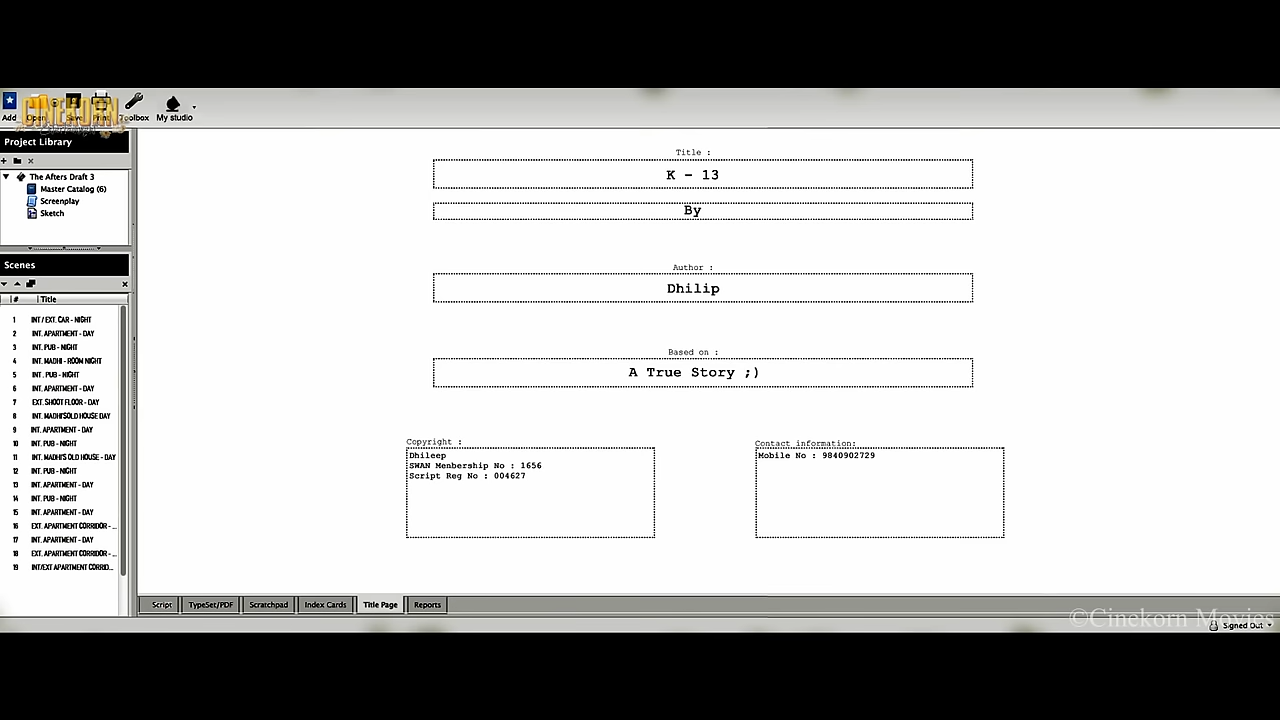 CINEKORN
Add
Open
Save
Print
Toolbox
My studio
Project Library
The Afters Draft 3
Master Catalog (6)
Screenplay
Sketch
Scenes
# Title
1 INT / EXT. CAR - NIGHT
2 INT. APARTMENT - DAY
3 INT. PUB - NIGHT
4 INT. MADHI - ROOM NIGHT
5 INT . PUB - NIGHT
6 INT. APARTMENT - DAY
7 EXT. SHOOT FLOOR - DAY
8 INT. MADHI'SOLD HOUSE DAY
9 INT. APARTMENT - DAY
10 INT. PUB - NIGHT
11 INT. MADHI'S OLD HOUSE - DAY
12 INT. PUB - NIGHT
13 INT. APARTMENT - DAY
14 INT. PUB - NIGHT
15 INT. APARTMENT - DAY
16 EXT. APARTMENT CORRIDOR - ...
17 INT. APARTMENT - DAY
18 EXT. APARTMENT CORRIDOR - ...
19 INT/EXT APARTMENT CORRID...
Title :
K - 13
By
Author :
Dhilip
Based on :
A True Story ;)
Copyright :
Dhileep
SWAN Menbership No : 1656
Script Reg No : 004627
Contact information:
Mobile No : 9840902729
Script
TypeSet/PDF
Scratchpad
Index Cards
Title Page
Reports
©Cinekorn Movies
Signed Out